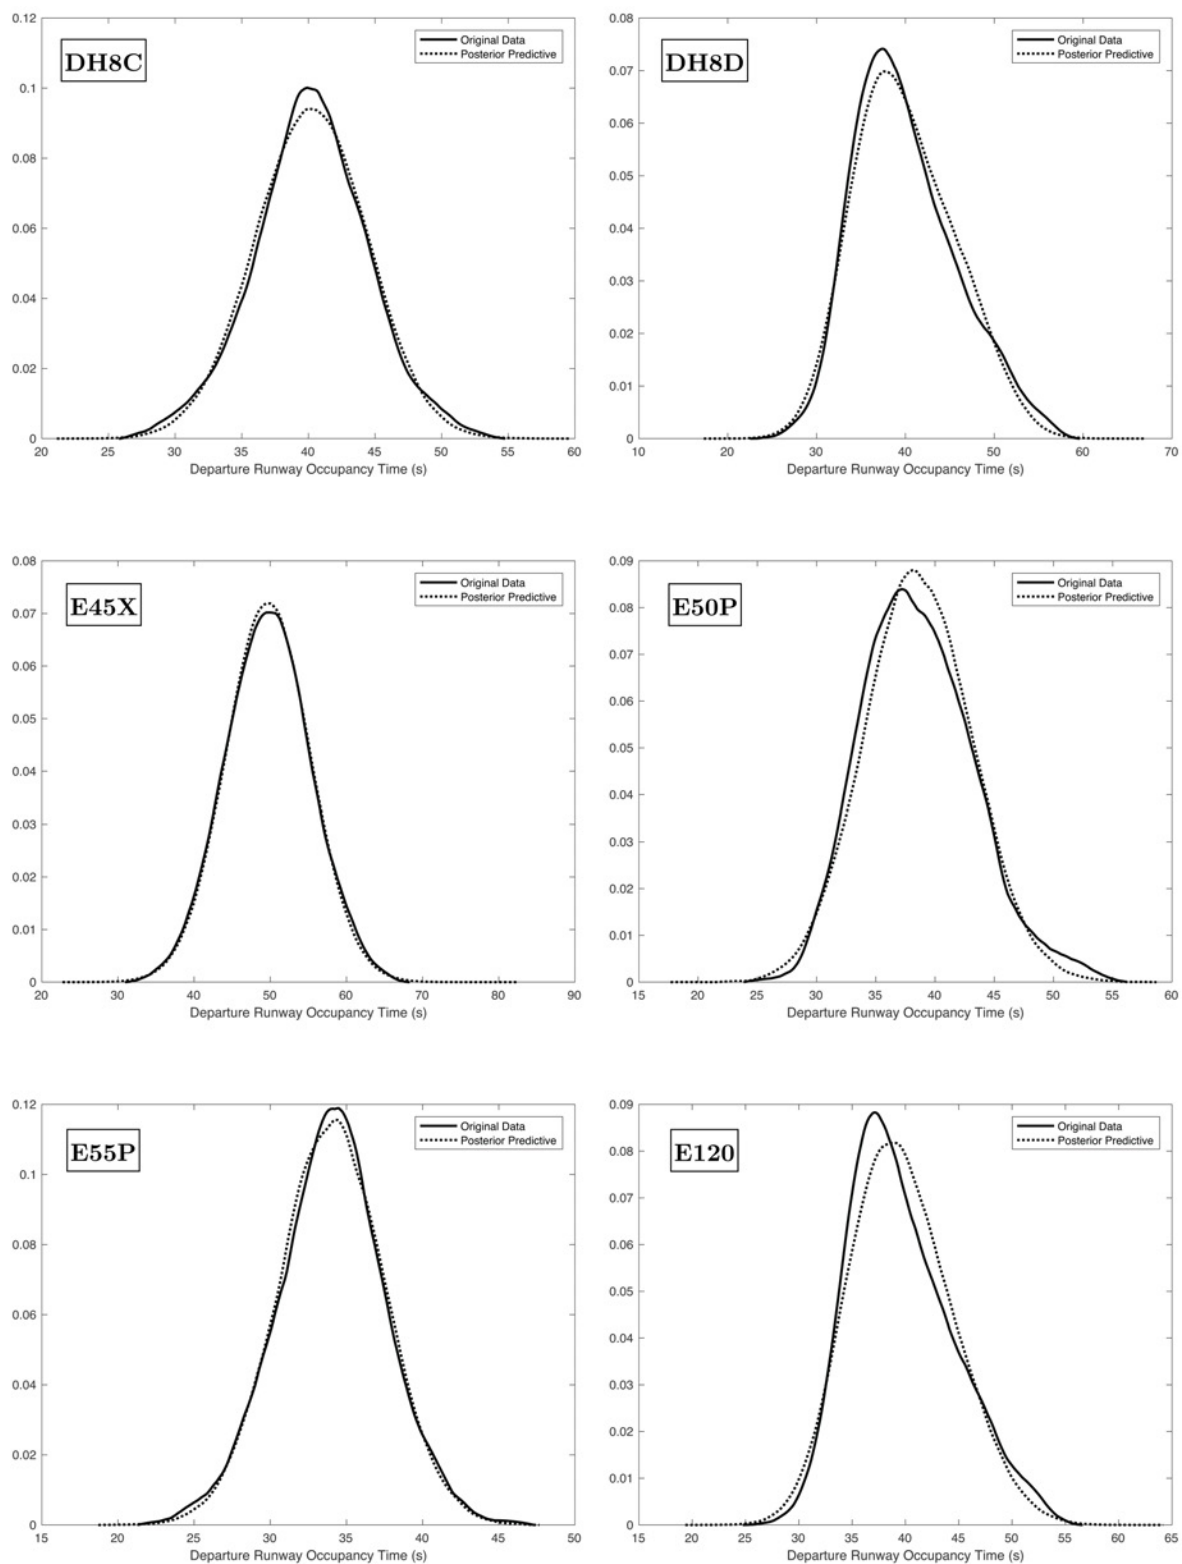 DH8C
Original Data
Posterior Predictive
0.12
0.1
0.08
0.06
0.04
0.02
0
20 25 30 35 40 45 50 55 60
Departure Runway Occupancy Time (s)
DH8D
Original Data
Posterior Predictive
0.08
0.07
0.06
0.05
0.04
0.03
0.02
0.01
0
10 20 30 40 50 60 70
Departure Runway Occupancy Time (s)
E45X
Original Data
Posterior Predictive
0.08
0.07
0.06
0.05
0.04
0.03
0.02
0.01
0
20 30 40 50 60 70 80 90
Departure Runway Occupancy Time (s)
E50P
Original Data
Posterior Predictive
0.09
0.08
0.07
0.06
0.05
0.04
0.03
0.02
0.01
0
15 20 25 30 35 40 45 50 55 60
Departure Runway Occupancy Time (s)
E55P
Original Data
Posterior Predictive
0.12
0.1
0.08
0.06
0.04
0.02
0
15 20 25 30 35 40 45 50
Departure Runway Occupancy Time (s)
E120
Original Data
Posterior Predictive
0.09
0.08
0.07
0.06
0.05
0.04
0.03
0.02
0.01
0
15 20 25 30 35 40 45 50 55 60 65
Departure Runway Occupancy Time (s)